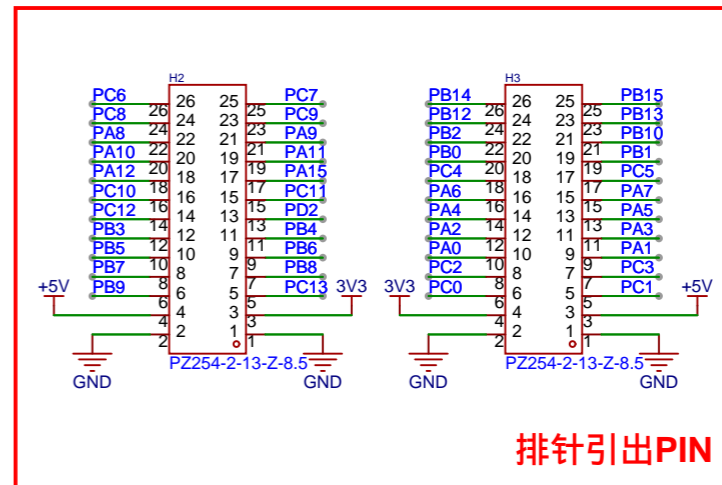 H2
PC6 26 26 25 25 PC7
PC8 24 24 23 23 PC9
PA8 22 22 21 21 PA9
PA10 20 20 19 19 PA11
PA12 18 18 17 17 PA15
PC10 16 16 15 15 PC11
PC12 14 14 13 13 PD2
PB3 12 12 11 11 PB4
PB5 10 10 9 9 PB6
PB7 8 8 7 7 PB8
PB9 6 6 5 5 PC13
+5V 4 4 3 3 3V3
2 2 1 1
GND GND
PZ254-2-13-Z-8.5
H3
PB14 26 26 25 25 PB15
PB12 24 24 23 23 PB13
PB2 22 22 21 21 PB10
PB0 20 20 19 19 PB1
PC4 18 18 17 17 PC5
PA6 16 16 15 15 PA7
PA4 14 14 13 13 PA5
PA2 12 12 11 11 PA3
PA0 10 10 9 9 PA1
PC2 8 8 7 7 PC3
PC0 6 6 5 5 PC1
3V3 4 4 3 3 +5V
2 2 1 1
GND GND
PZ254-2-13-Z-8.5
排针引出PIN